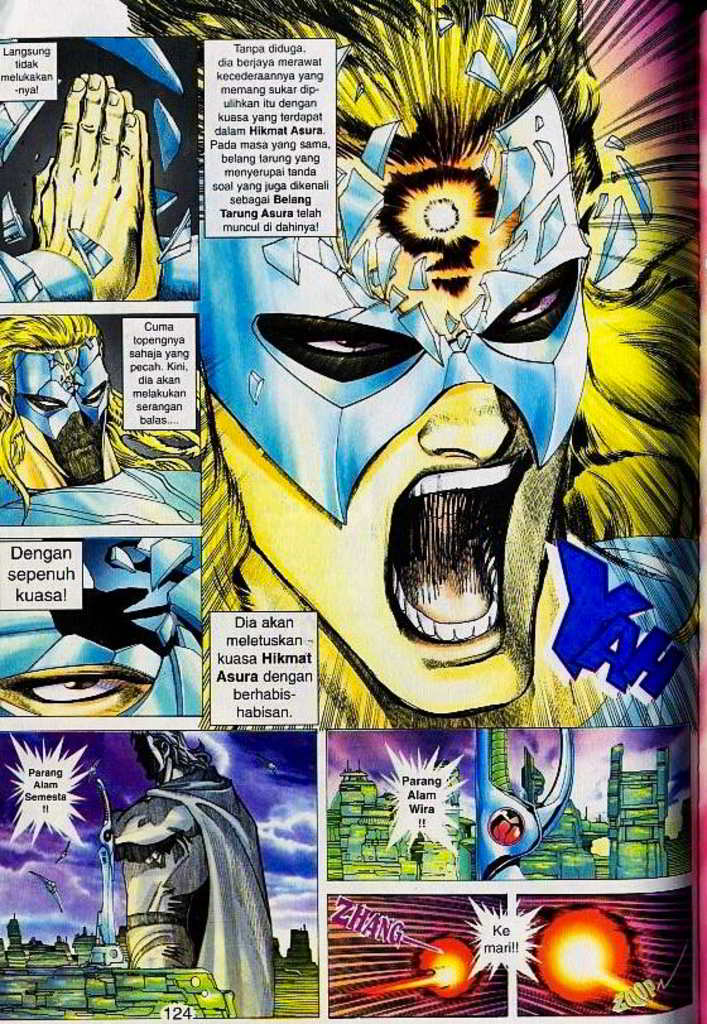 Langsung
tidak
melukakan
-nya!
Tanpa diduga,
dia berjaya merawat
kecederaannya yang
memang sukar dip-
ulihkan itu dengan
kuasa yang terdapat
dalam Hikmat Asura.
Pada masa yang sama,
belang tarung yang
menyerupai tanda
soal yang juga dikenali
sebagai Belang
Tarung Asura telah
muncul di dahinya!
Cuma
topengnya
sahaja yang
pecah. Kini,
dia akan
melakukan
serangan
balas....
Dengan
sepenuh
kuasa!
Dia akan
meletuskan
kuasa Hikmat
Asura dengan
berhabis-
habisan.
YAH
Parang
Alam
Semesta
!!
Parang
Alam
Wira
!!
ZHANG
Ke
mari!!
ZOOP
124